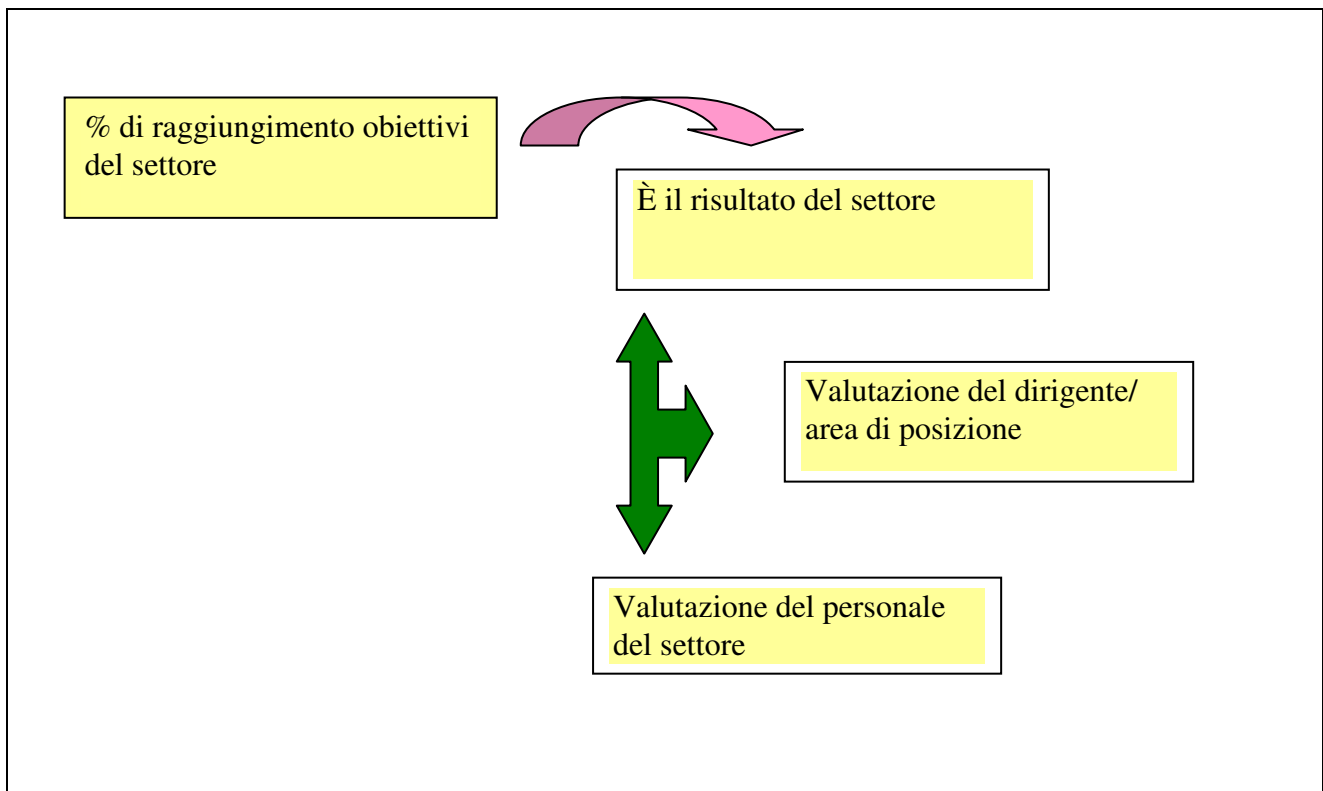 % di raggiungimento obiettivi
del settore
È il risultato del settore
Valutazione del dirigente/
area di posizione
Valutazione del personale
del settore